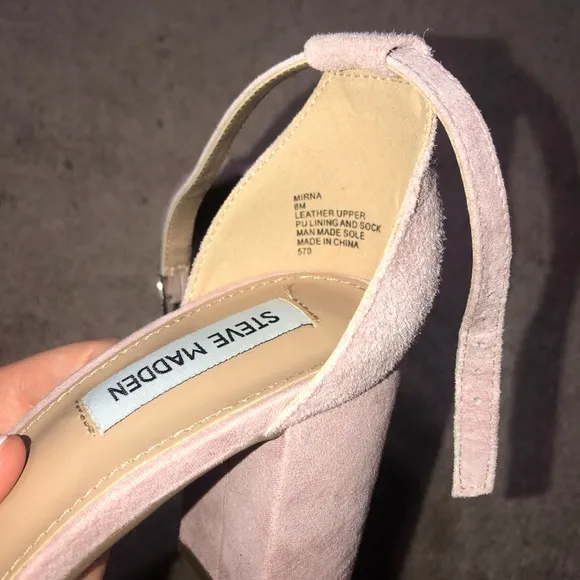 MIRNA
8M
LEATHER UPPER
PU LINING AND SOCK
MAN MADE SOLE
MADE IN CHINA
570
STEVE MADDEN